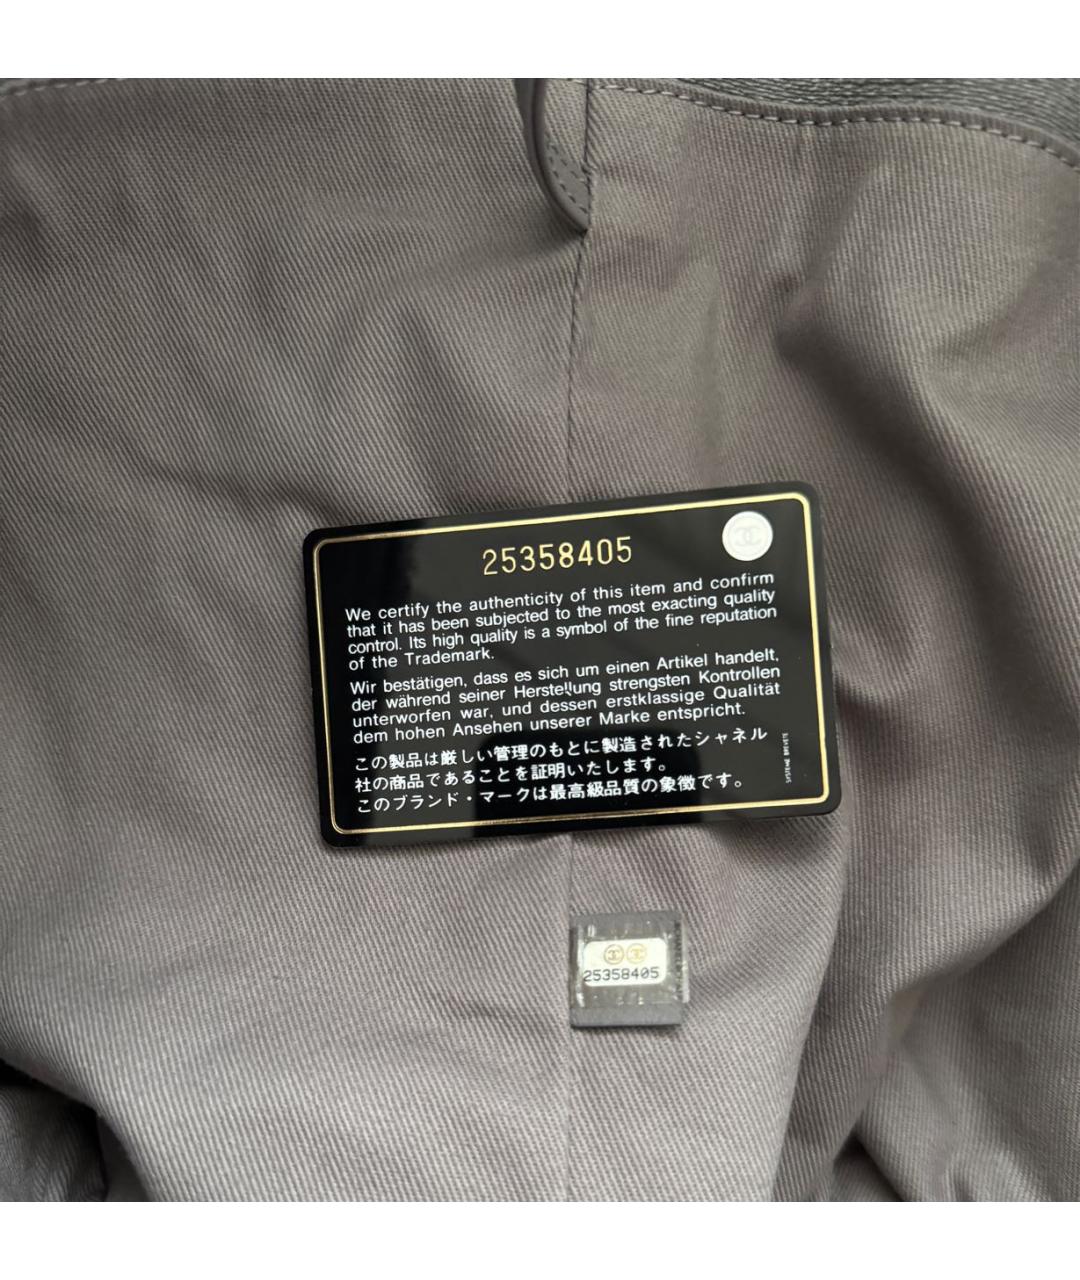 25358405
We certify the authenticity of this item and confirm
that it has been subjected to the most exacting quality
control. Its high quality is a symbol of the fine reputation
of the Trademark.
Wir bestätigen, dass es sich um einen Artikel handelt,
der während seiner Herstellung strengsten Kontrollen
unterworfen war, und dessen erstklassige Qualität
dem hohen Ansehen unserer Marke entspricht.
この製品は厳しい管理のもとに製造されたシャネル
社の商品であることを証明いたします。
このブランド・マークは最高級品質の象徴です。
SYSTEME BREVETE
25358405